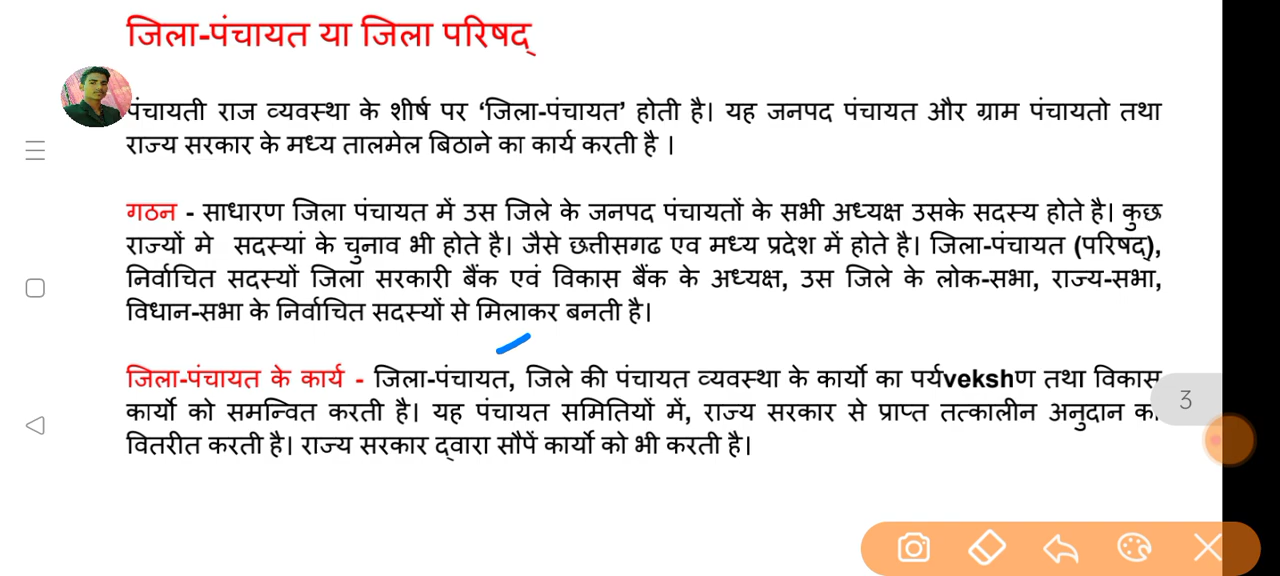 जिला-पंचायत या जिला परिषद्
पंचायती राज व्यवस्था के शीर्ष पर ‘जिला-पंचायत’ होती है। यह जनपद पंचायत और ग्राम पंचायतो तथा
राज्य सरकार के मध्य तालमेल बिठाने का कार्य करती है ।
गठन - साधारण जिला पंचायत में उस जिले के जनपद पंचायतों के सभी अध्यक्ष उसके सदस्य होते है। कुछ
राज्यों मे सदस्यां के चुनाव भी होते है। जैसे छत्तीसगढ एव मध्य प्रदेश में होते है। जिला-पंचायत (परिषद्),
निर्वाचित सदस्यों जिला सरकारी बैंक एवं विकास बैंक के अध्यक्ष, उस जिले के लोक-सभा, राज्य-सभा,
विधान-सभा के निर्वाचित सदस्यों से मिलाकर बनती है।
जिला-पंचायत के कार्य - जिला-पंचायत, जिले की पंचायत व्यवस्था के कार्यो का पर्यvekshण तथा विकास
कार्यो को समन्वित करती है। यह पंचायत समितियों में, राज्य सरकार से प्राप्त तत्कालीन अनुदान का
वितरीत करती है। राज्य सरकार द्वारा सौपें कार्यो को भी करती है।
3